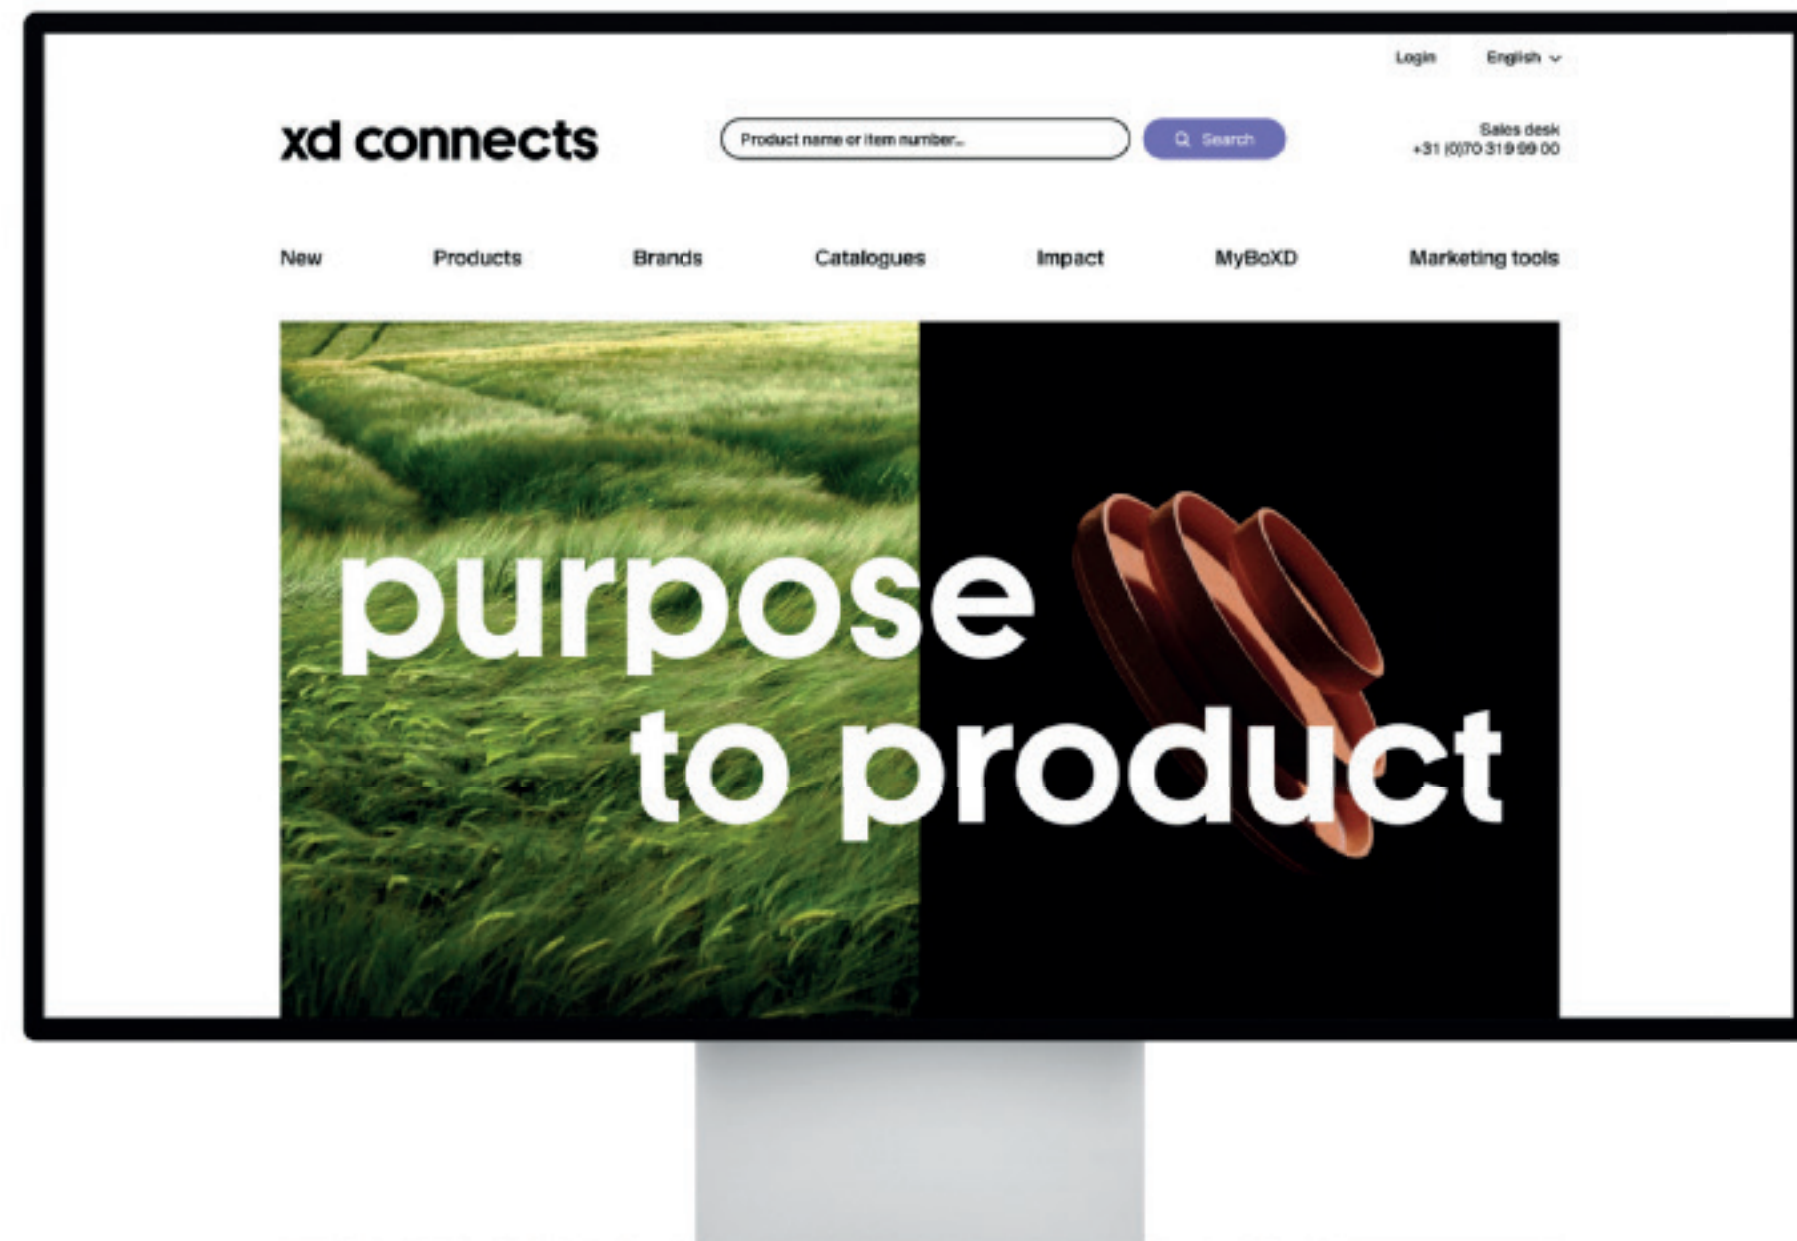 Login English
xd connects
Product name or item number...
Search
Sales desk
+31 (0)70 319 99 00
New Products Brands Catalogues Impact MyBoXD Marketing tools
purpose
to product